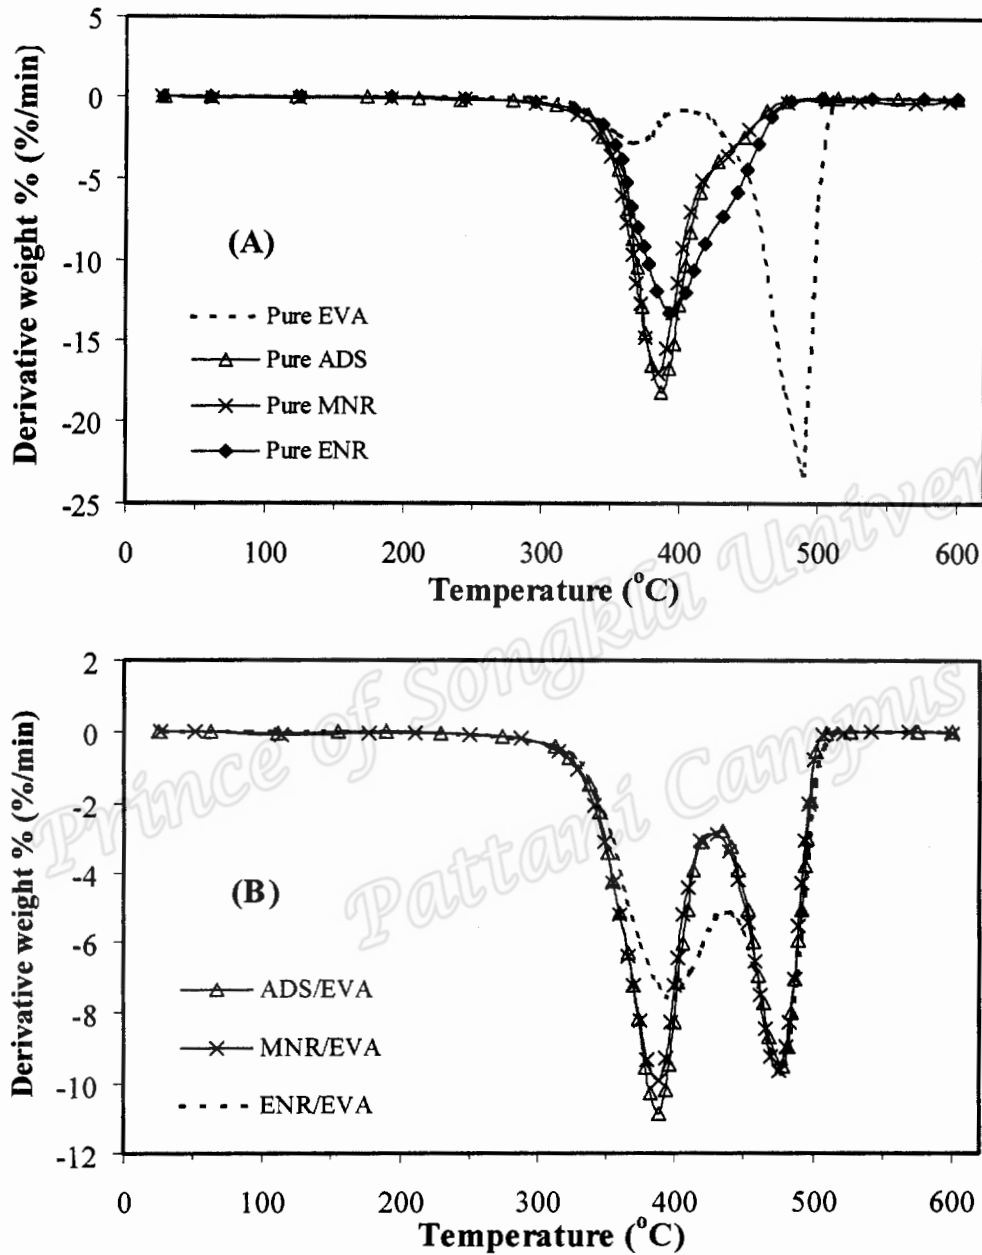 5
0
-5
-10
-15
-20
-25
Derivative weight % (%/min)
(A)
Pure EVA
Pure ADS
Pure MNR
Pure ENR
0 100 200 300 400 500 600
Temperature (°C)
2
0
-2
-4
-6
-8
-10
-12
Derivative weight % (%/min)
(B)
ADS/EVA
MNR/EVA
ENR/EVA
0 100 200 300 400 500 600
Temperature (°C)
Prince of Songkla Univer
Pattani Campus